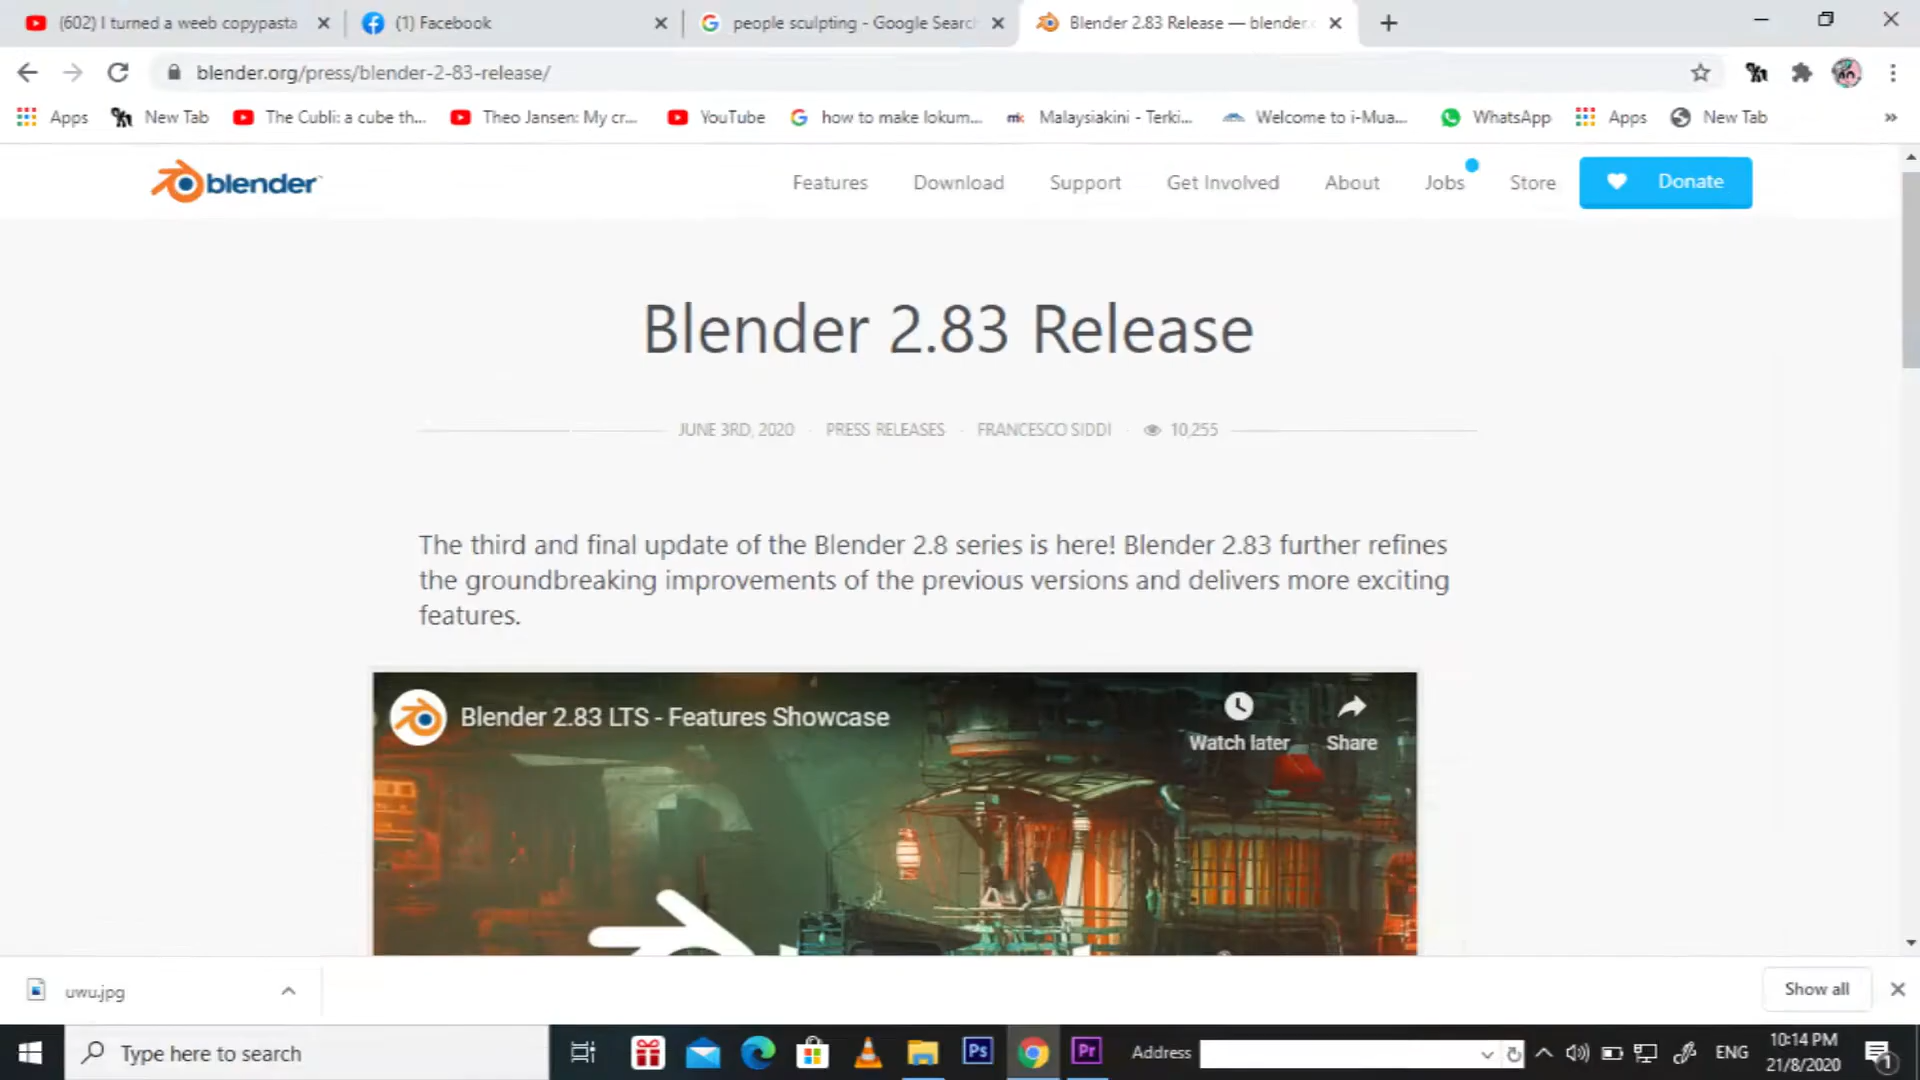 (602) I turned a weeb copypasta
(1) Facebook
people sculpting - Google Searc
Blender 2.83 Release — blender.
blender.org/press/blender-2-83-release/
Apps
New Tab
The Cubli: a cube th...
Theo Jansen: My cr...
YouTube
how to make lokum...
mk
Malaysiakini - Terki...
Welcome to i-Mua...
WhatsApp
Apps
New Tab
»
blender
Features
Download
Support
Get Involved
About
Jobs
Store
Donate
Blender 2.83 Release
JUNE 3RD, 2020 · PRESS RELEASES · FRANCESCO SIDDI · 10,255
The third and final update of the Blender 2.8 series is here! Blender 2.83 further refines
the groundbreaking improvements of the previous versions and delivers more exciting
features.
Blender 2.83 LTS - Features Showcase
Watch later
Share
uwu.jpg
Show all
Type here to search
Ps
Pr
Address
ENG
10:14 PM
21/8/2020
1